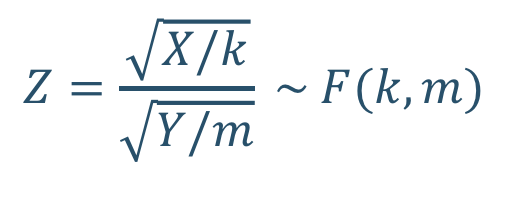 Z = √(X/k) / √(Y/m) ~ F(k, m)